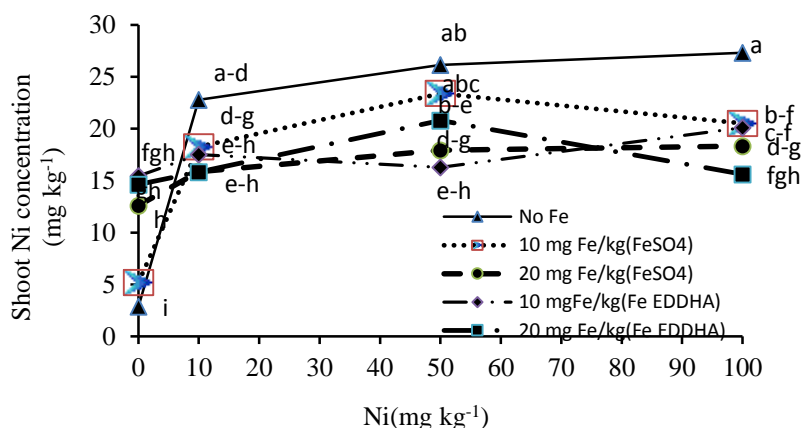 30
25
20
15
10
5
0
Shoot Ni concentration
(mg kg⁻¹)
a
ab
a-d
abc
b-e
d-g
b-f
c-f
e-h
d-g
d-g
fgh
gh
e-h
e-h
fgh
h
i
No Fe
10 mg Fe/kg(FeSO4)
20 mg Fe/kg(FeSO4)
10 mgFe/kg(Fe EDDHA)
20 mg Fe/kg(Fe EDDHA)
0 10 20 30 40 50 60 70 80 90 100
Ni(mg kg⁻¹)